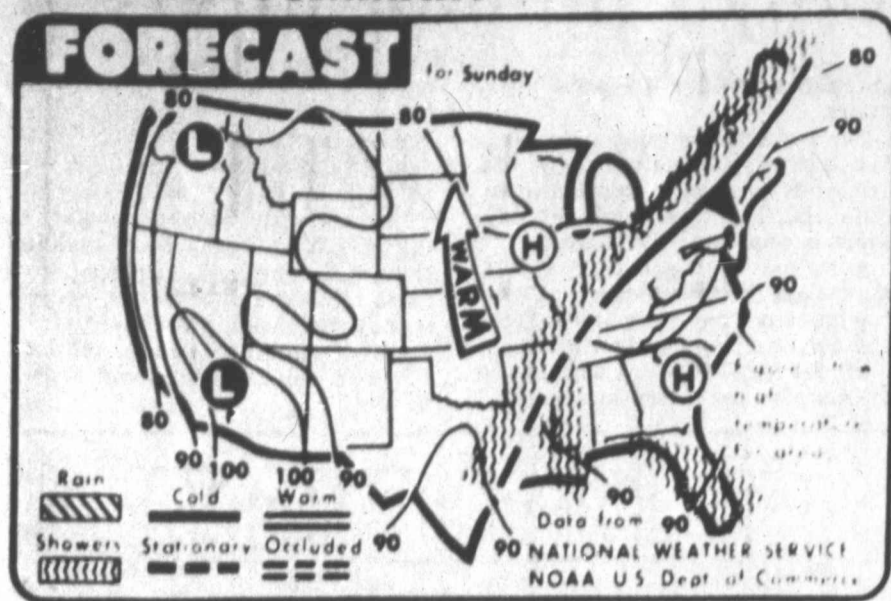 FORECAST
for Sunday
80
80
80
90
L
H
WARM
90
L
H
80
90
100
100
90
90
90
90
90
Rain
Cold
Warm
Showers
Stationary
Occluded
Data from
NATIONAL WEATHER SERVICE
NOAA U S Dept of Commerce